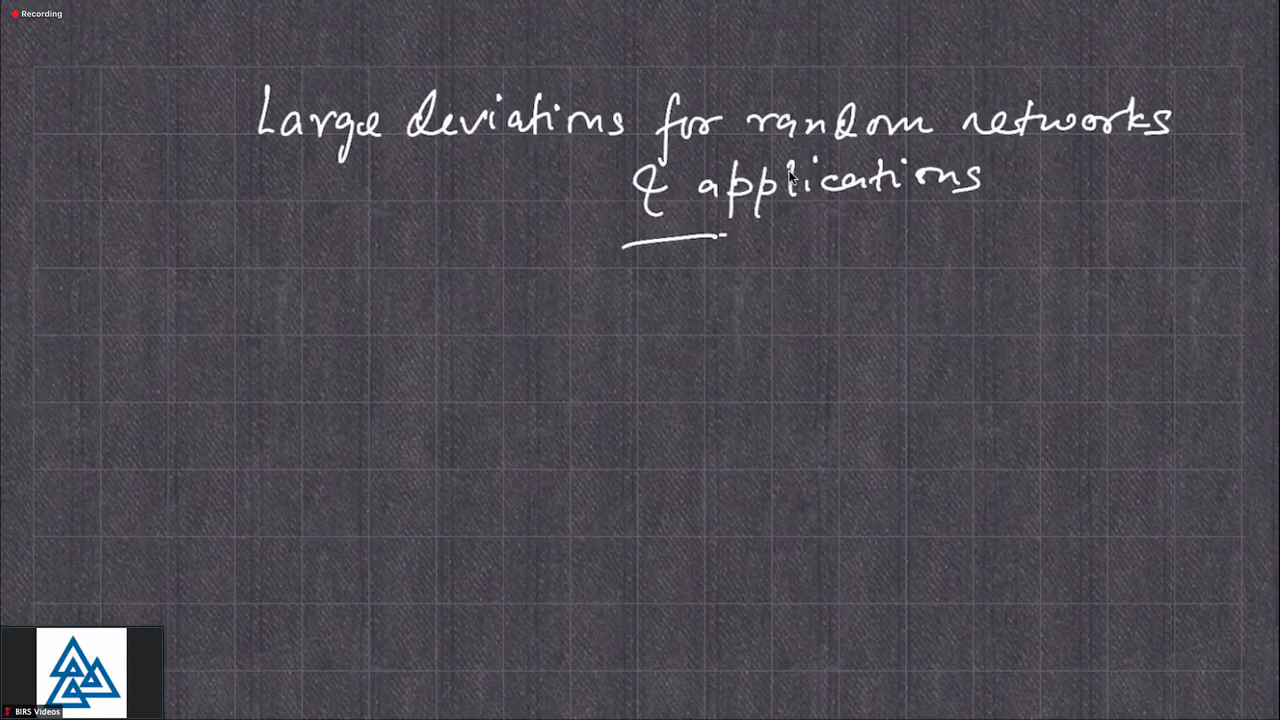 Recording
Large deviations for random networks
& applications
BIRS Videos